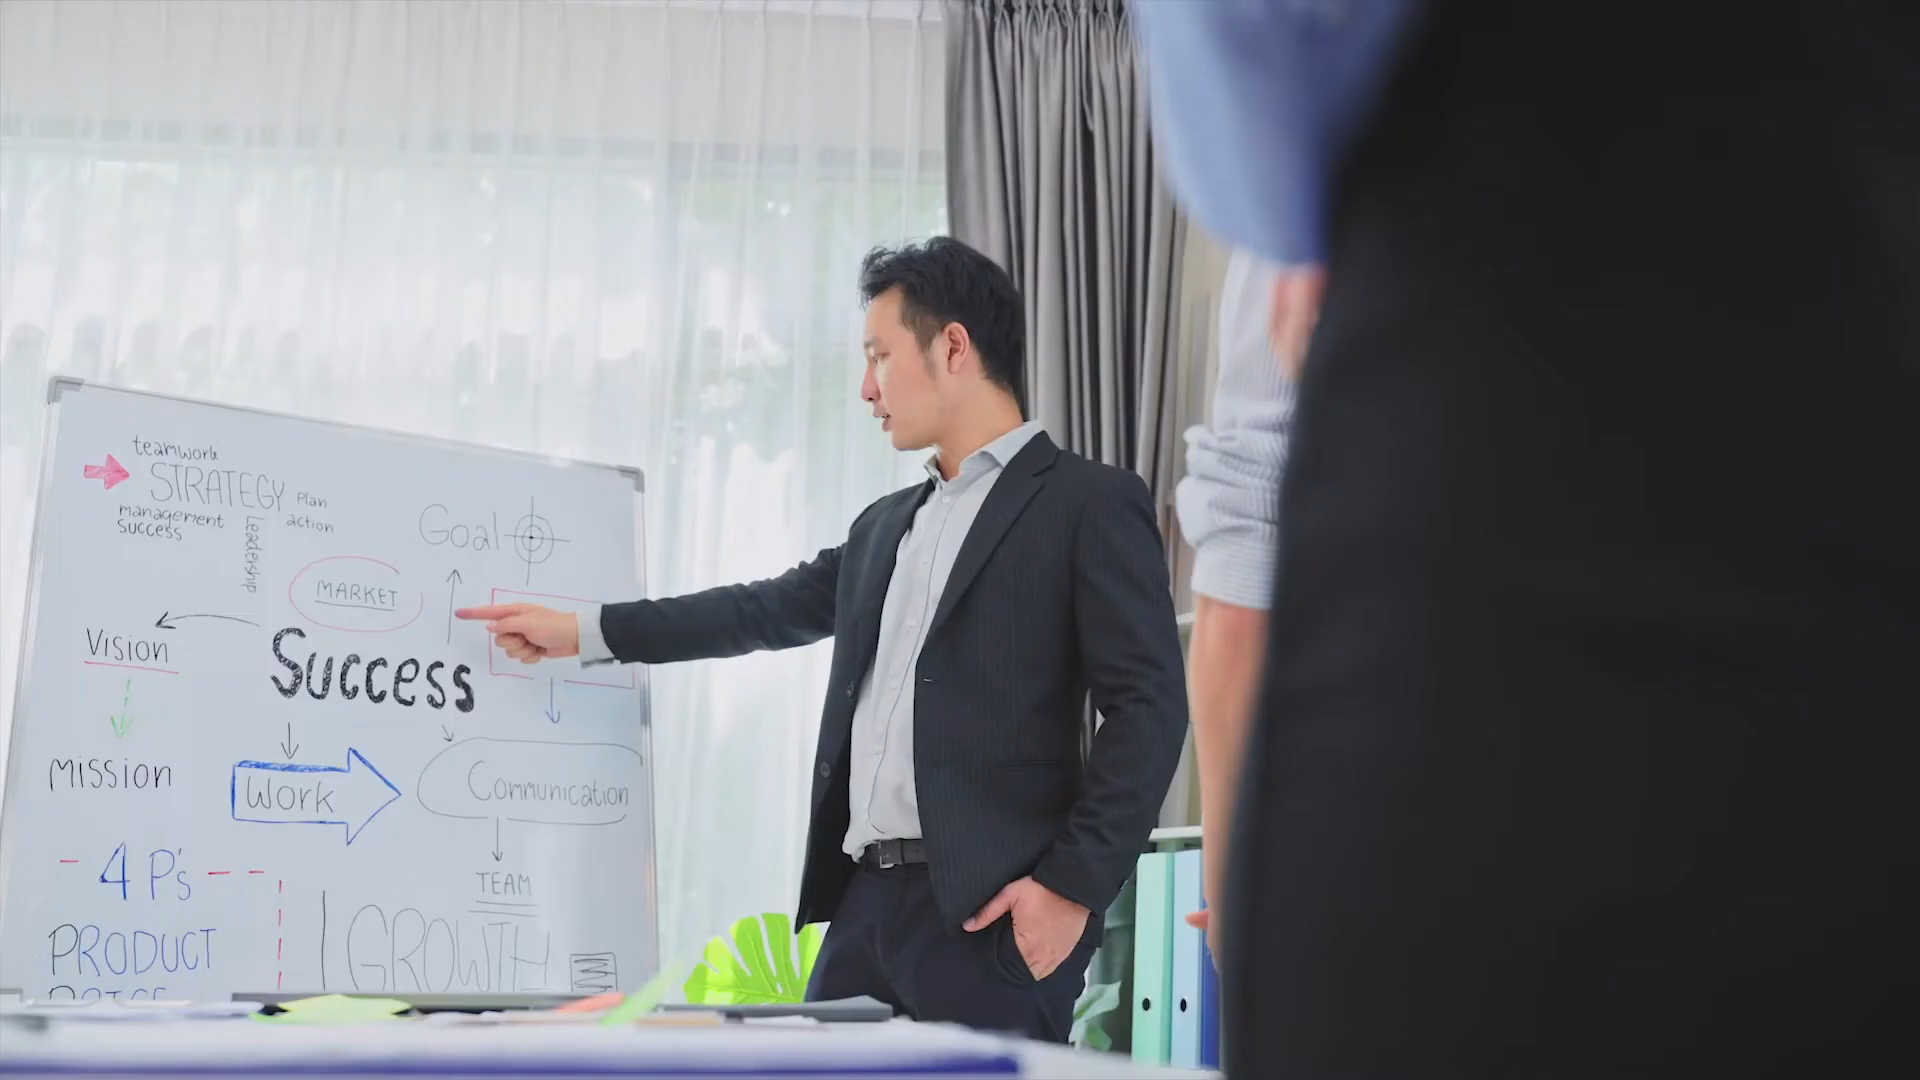 teamwork
STRATEGY
Plan
management
action
success
Leadership
Goal
MARKET
Vision
Success
Mission
Work
Communication
4 P's
TEAM
PRODUCT
GROWTH